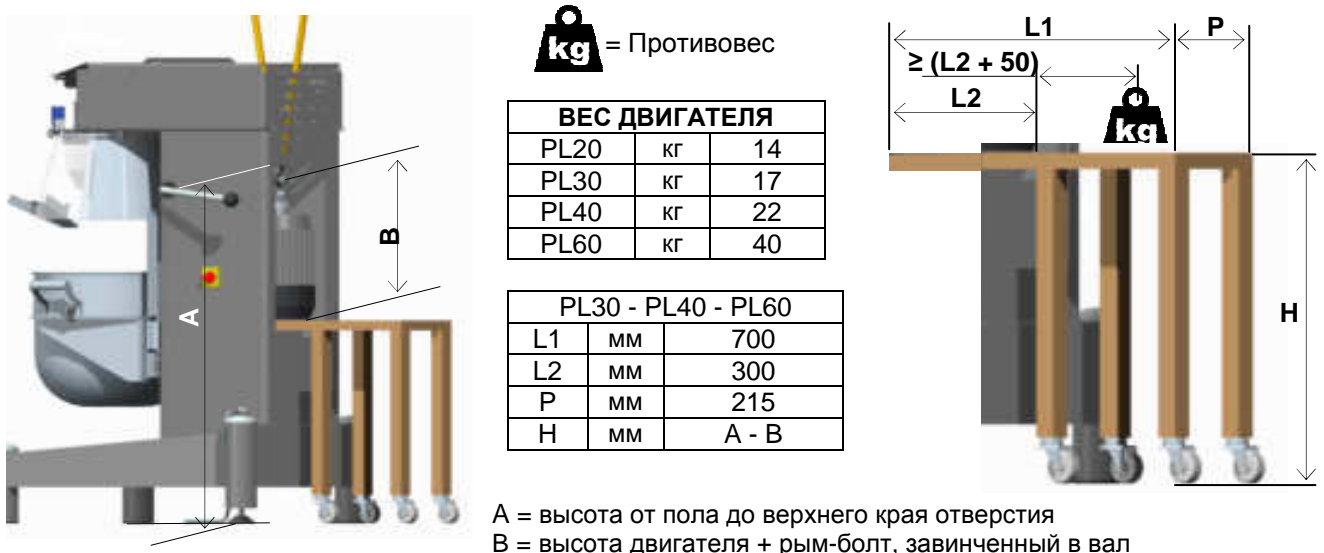 kg = Противовес
ВЕС ДВИГАТЕЛЯ
PL20 кг 14
PL30 кг 17
PL40 кг 22
PL60 кг 40
PL30 - PL40 - PL60
L1 мм 700
L2 мм 300
P мм 215
H мм A - B
A
B
L1
P
≥ (L2 + 50)
L2
kg
H
A = высота от пола до верхнего края отверстия
B = высота двигателя + рым-болт, завинченный в вал